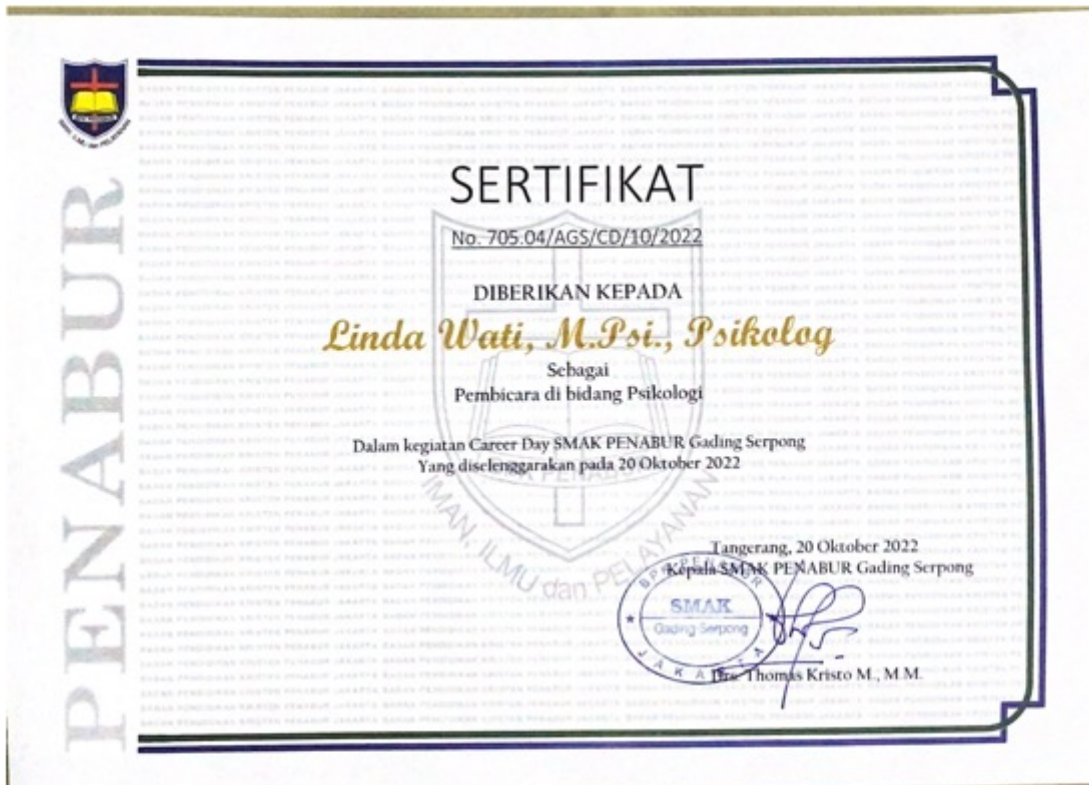 PENABUR
SERTIFIKAT
No. 705.04/AGS/CD/10/2022
DIBERIKAN KEPADA
Linda Wati, M.Psi., Psikolog
Sebagai
Pembicara di bidang Psikologi
Dalam kegiatan Career Day SMAK PENABUR Gading Serpong
Yang diselenggarakan pada 20 Oktober 2022
IMAN, ILMU dan PELAYANAN
Tangerang, 20 Oktober 2022
Kepala SMAK PENABUR Gading Serpong
SMAK
Gading Serpong
JAKARTA
Drs. Thomas Kristo M., M.M.